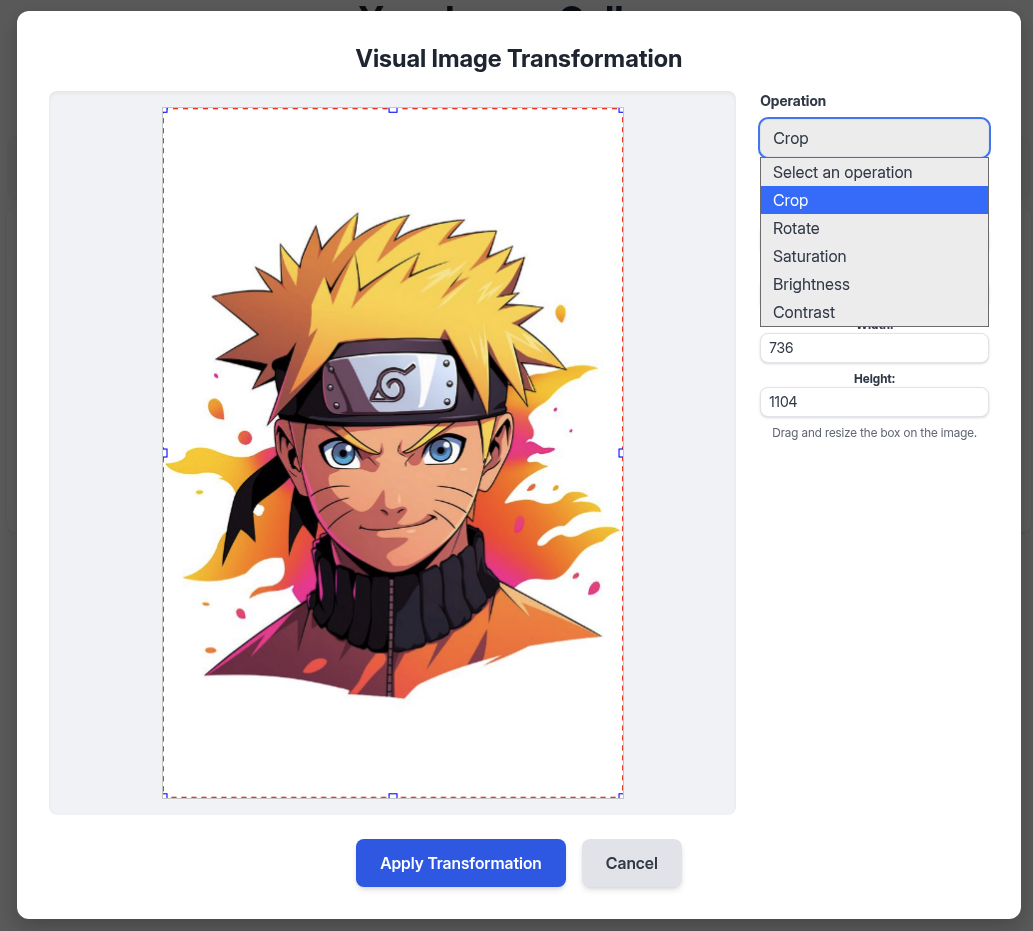 Visual Image Transformation
Operation
Crop
Select an operation
Crop
Rotate
Saturation
Brightness
Contrast
Width:
736
Height:
1104
Drag and resize the box on the image.
Apply Transformation
Cancel